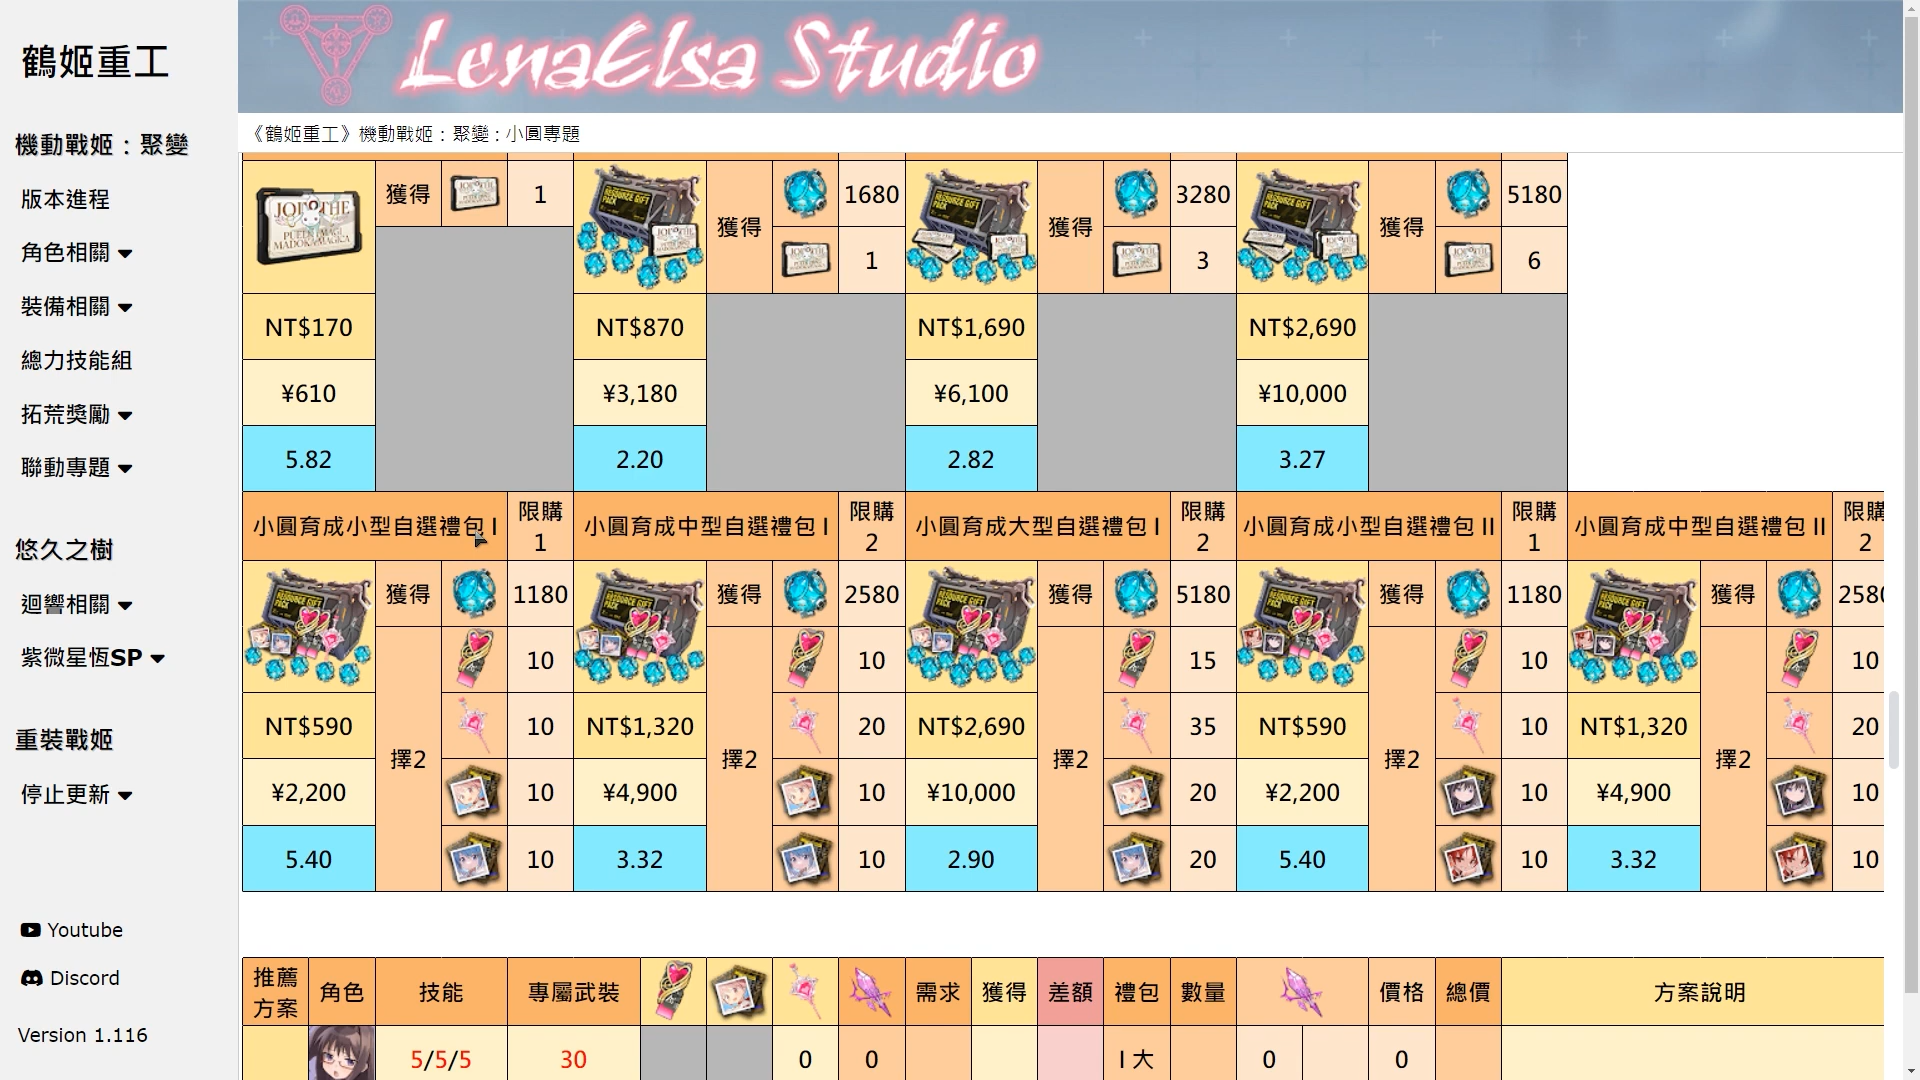 鶴姬重工
機動戰姬：聚變
版本進程
角色相關
裝備相關
總力技能組
拓荒獎勵
聯動專題
悠久之樹
迴響相關
紫微星恆SP
重裝戰姬
停止更新
Youtube
Discord
Version 1.116
LenaElsa Studio
《鶴姬重工》機動戰姬：聚變 : 小圓專題
獲得 1 獲得 1680 獲得 3280 獲得 5180
1 3 6
NT$170 NT$870 NT$1,690 NT$2,690
¥610 ¥3,180 ¥6,100 ¥10,000
5.82 2.20 2.82 3.27
小圓育成小型自選禮包 I 限購 1 小圓育成中型自選禮包 I 限購 2 小圓育成大型自選禮包 I 限購 2 小圓育成小型自選禮包 II 限購 1 小圓育成中型自選禮包 II 限購 2
獲得 1180 獲得 2580 獲得 5180 獲得 1180 獲得 2580
10 10 15 10 10
NT$590 10 NT$1,320 20 NT$2,690 35 NT$590 10 NT$1,320 20
擇2 擇2 擇2 擇2 擇2
¥2,200 10 ¥4,900 10 ¥10,000 20 ¥2,200 10 ¥4,900 10
5.40 10 3.32 10 2.90 20 5.40 10 3.32 10
推薦方案 角色 技能 專屬武裝 需求 獲得 差額 禮包 數量 價格 總價 方案說明
5/5/5 30 0 0 I 大 0 0